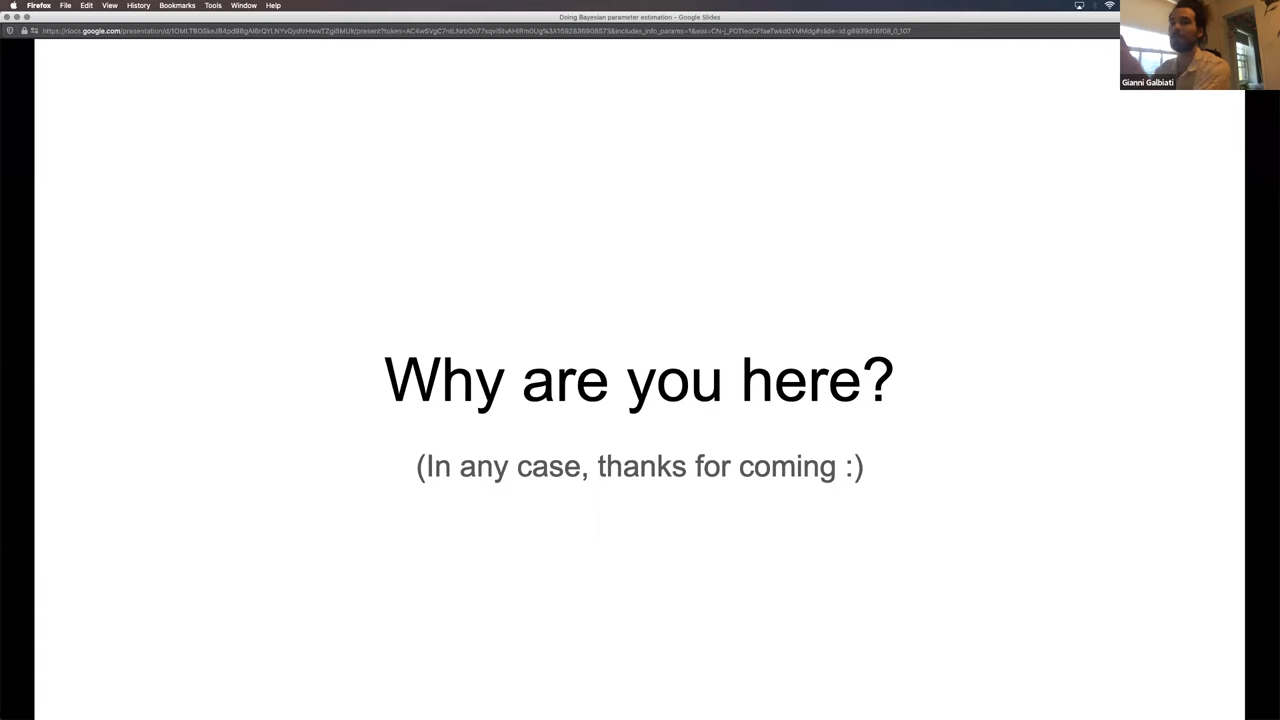 Firefox File Edit View History Bookmarks Tools Window Help
Doing Bayesian parameter estimation - Google Slides
Gianni Galbiati
Why are you here?
(In any case, thanks for coming :)